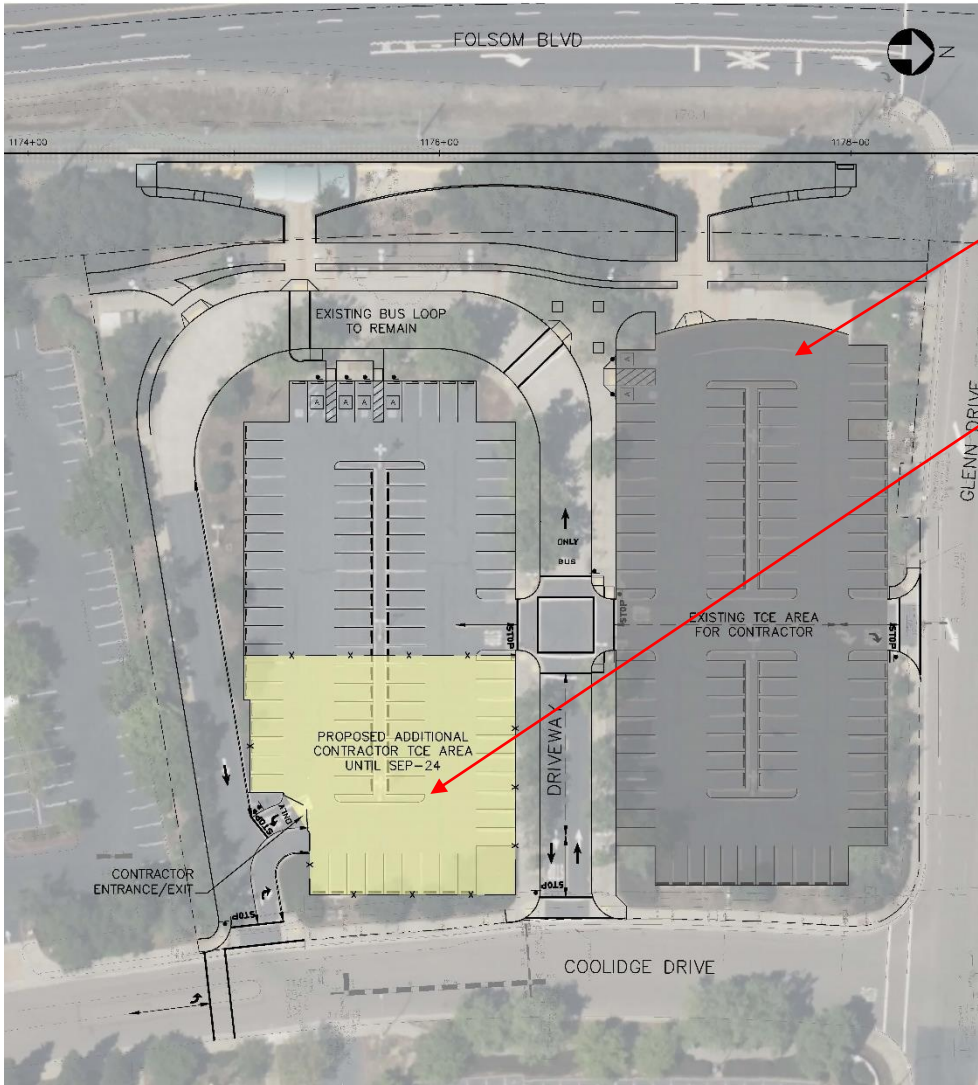 FOLSOM BLVD
N
1174+00
1176+00
1178+00
EXISTING BUS LOOP
TO REMAIN
A
A
A
A
A
A
GLENN DRIVE
ONLY
BUS
STOP
STOP
EXISTING TCE AREA
FOR CONTRACTOR
STOP
PROPOSED ADDITIONAL
CONTRACTOR TCE AREA
UNTIL SEP-24
DRIVEWAY
STOP
ONLY
CONTRACTOR
ENTRANCE/EXIT
STOP
STOP
COOLIDGE DRIVE